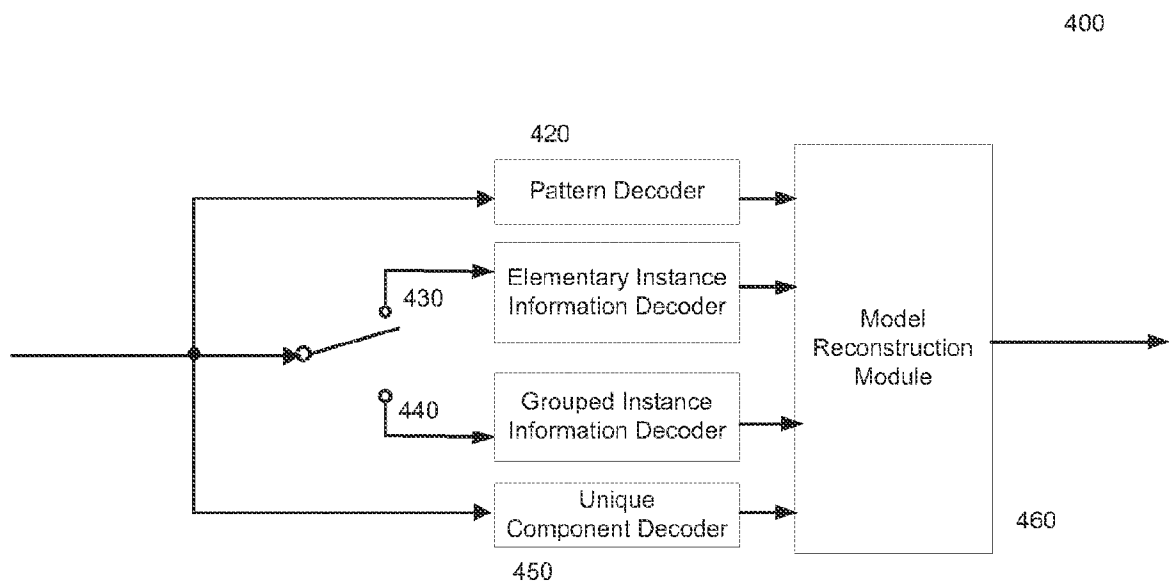 400
420
Pattern Decoder
430
Elementary Instance
Information Decoder
Model
Reconstruction
Module
440
Grouped Instance
Information Decoder
Unique
Component Decoder
450
460